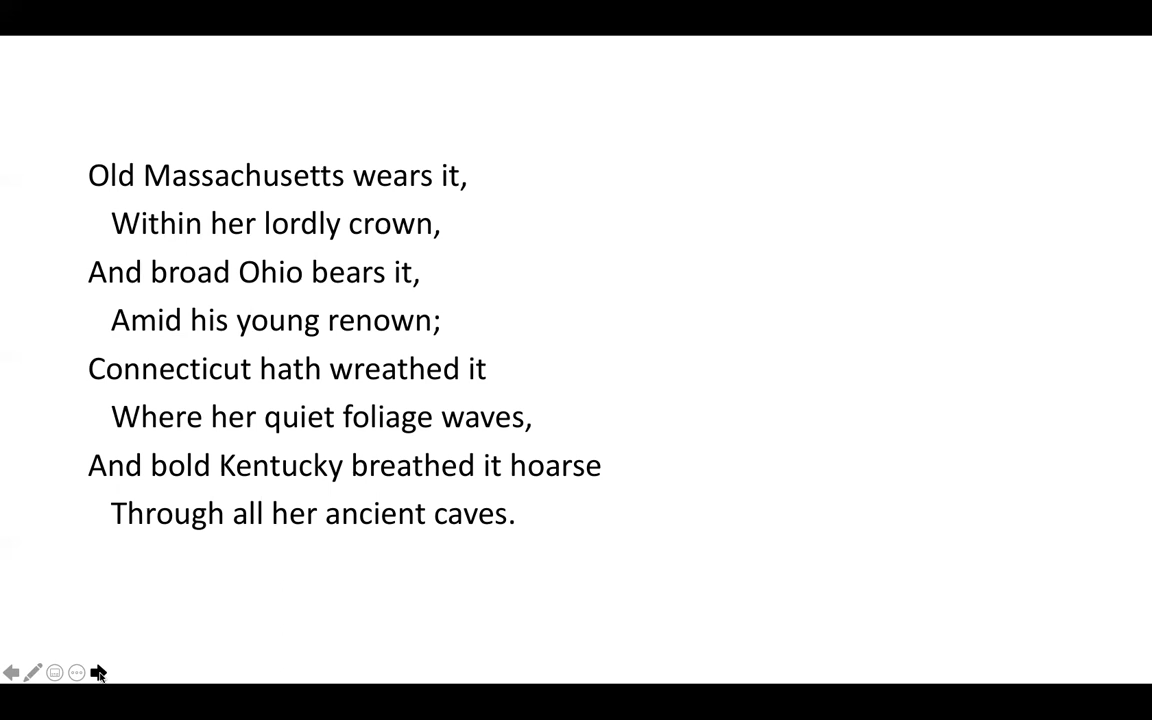 Old Massachusetts wears it,
Within her lordly crown,
And broad Ohio bears it,
Amid his young renown;
Connecticut hath wreathed it
Where her quiet foliage waves,
And bold Kentucky breathed it hoarse
Through all her ancient caves.